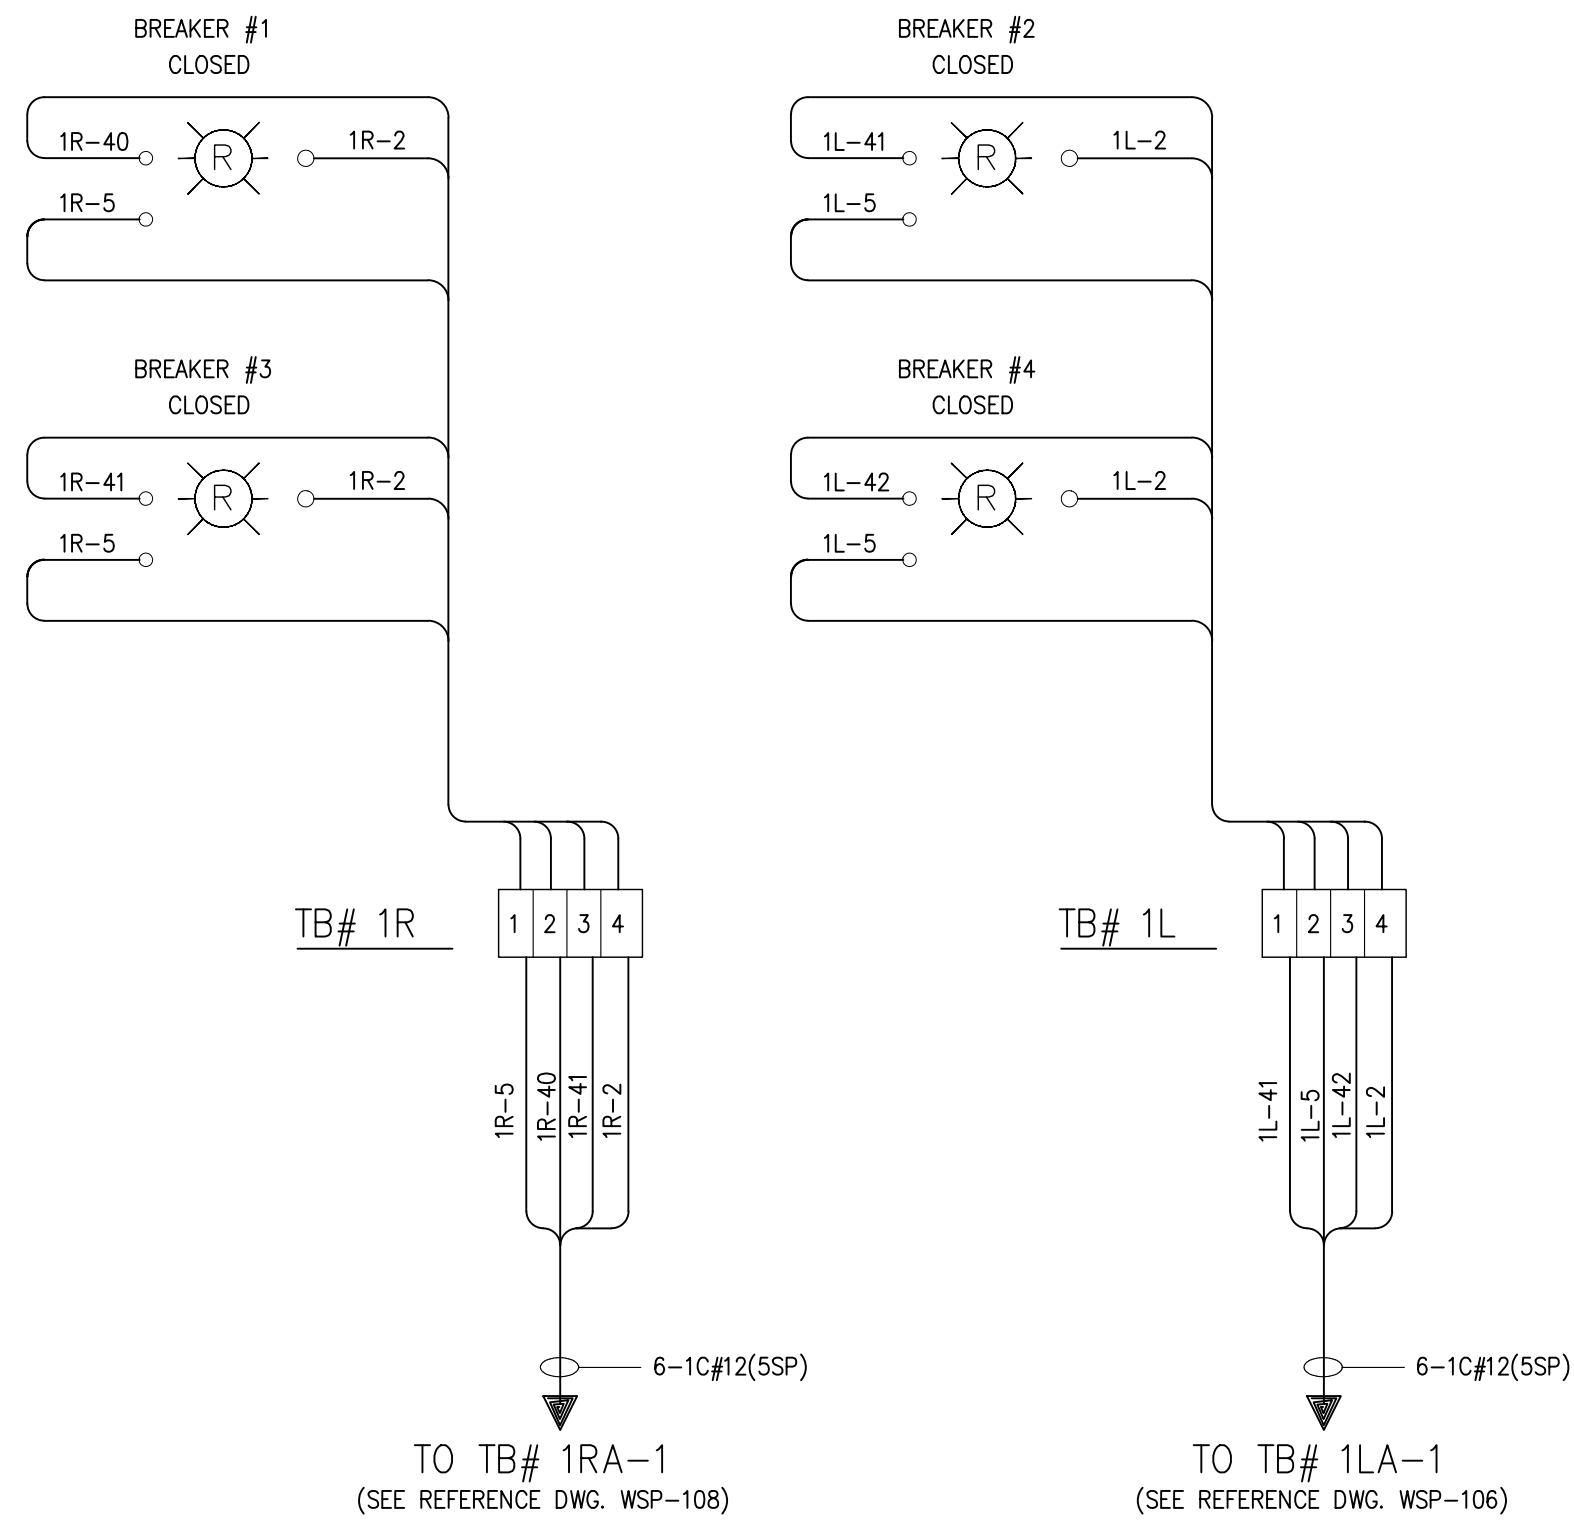 BREAKER #1
CLOSED
1R-40
R
1R-2
1R-5
BREAKER #3
CLOSED
1R-41
R
1R-2
1R-5
TB# 1R
1 2 3 4
1R-5
1R-40
1R-41
1R-2
6-1C#12(5SP)
TO TB# 1RA-1
(SEE REFERENCE DWG. WSP-108)
BREAKER #2
CLOSED
1L-41
R
1L-2
1L-5
BREAKER #4
CLOSED
1L-42
R
1L-2
1L-5
TB# 1L
1 2 3 4
1L-41
1L-5
1L-42
1L-2
6-1C#12(5SP)
TO TB# 1LA-1
(SEE REFERENCE DWG. WSP-106)